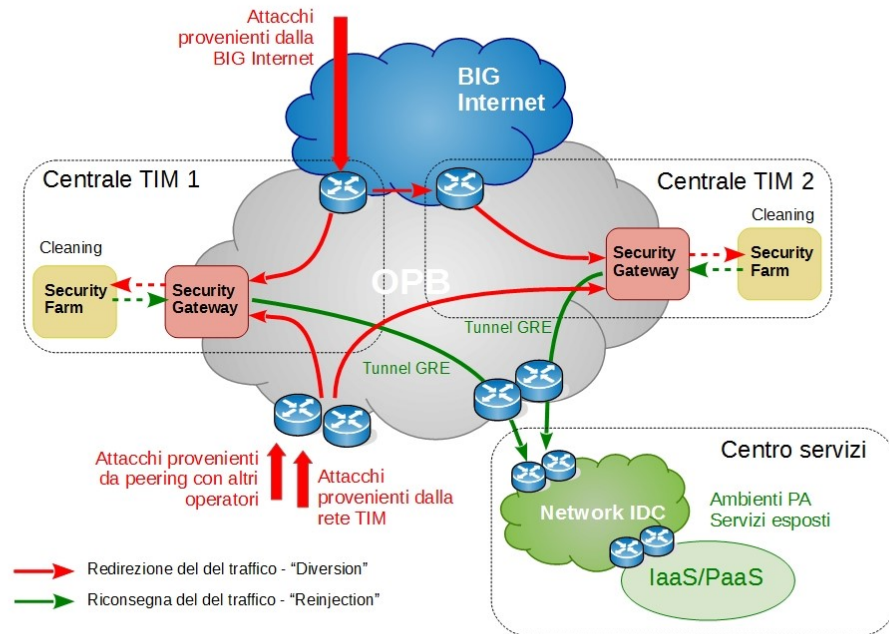 Attacchi
provenienti dalla
BIG Internet
BIG
Internet
Centrale TIM 1
Centrale TIM 2
Cleaning
Security
Farm
Security
Gateway
OPB
Security
Gateway
Cleaning
Security
Farm
Tunnel GRE
Tunnel GRE
Attacchi provenienti
da peering con altri
operatori
Attacchi
provenienti dalla
rete TIM
Centro servizi
Network IDC
Ambienti PA
Servizi esposti
IaaS/PaaS
Redirezione del del traffico - “Diversion”
Riconsegna del del traffico - “Reinjection”